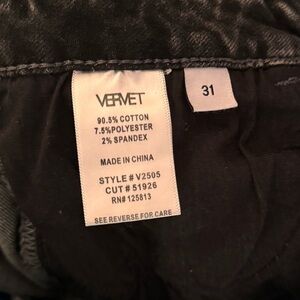 VERVET
31
90.5% COTTON
7.5%POLYESTER
2% SPANDEX
MADE IN CHINA
STYLE # V2505
CUT # 51926
RN# 125813
SEE REVERSE FOR CARE